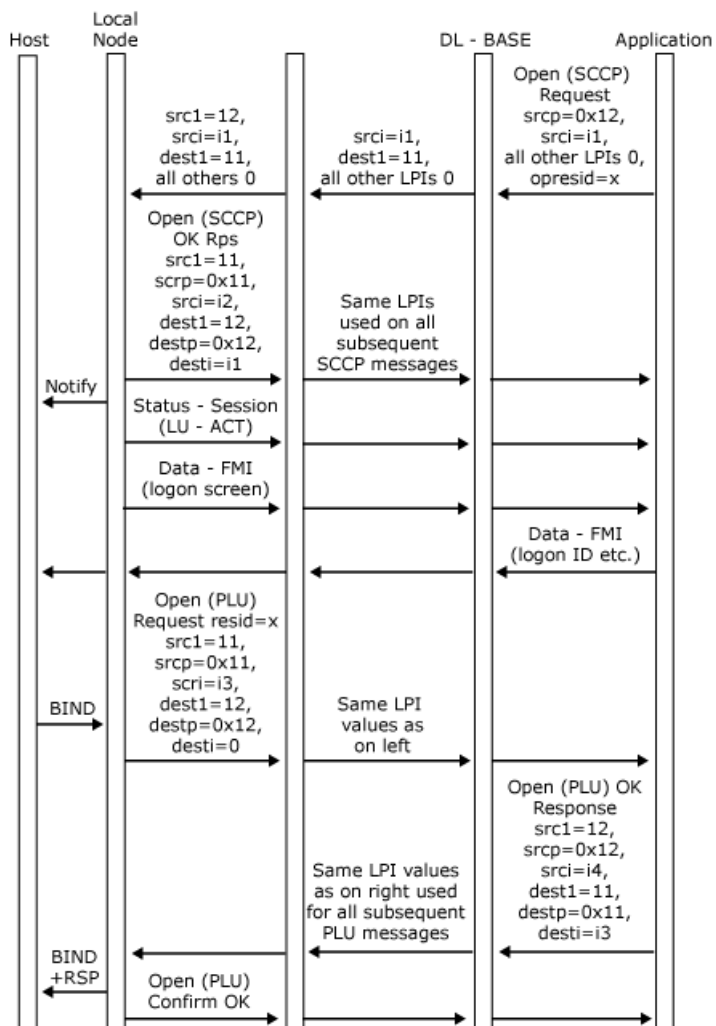 Host
Local
Node
DL - BASE
Application
Open (SCCP)
Request
srcp=0x12,
srci=i1,
all other LPIs 0,
opresid=x
srci=i1,
dest1=11,
all other LPIs 0
src1=12,
srci=i1,
dest1=11,
all others 0
Open (SCCP)
OK Rps
src1=11,
scrp=0x11,
srci=i2,
dest1=12,
destp=0x12,
desti=i1
Same LPIs
used on all
subsequent
SCCP messages
Notify
Status - Session
(LU - ACT)
Data - FMI
(logon screen)
Data - FMI
(logon ID etc.)
Open (PLU)
Request resid=x
src1=11,
srcp=0x11,
scri=i3,
dest1=12,
destp=0x12,
desti=0
BIND
Same LPI
values as
on left
Open (PLU) OK
Response
src1=12,
srcp=0x12,
srci=i4,
dest1=11,
destp=0x11,
desti=i3
Same LPI values
as on right used
for all subsequent
PLU messages
BIND
+RSP
Open (PLU)
Confirm OK